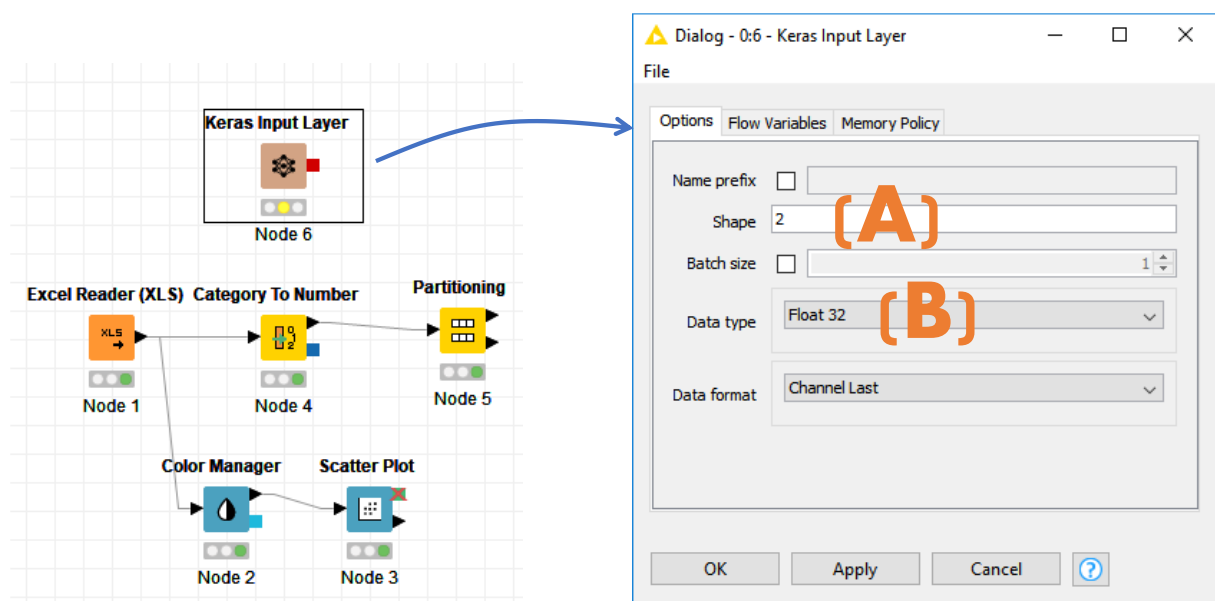 Keras Input Layer
Node 6
Excel Reader (XLS) Category To Number Partitioning
XLS
Node 1
Node 4
Node 5
Color Manager Scatter Plot
Node 2
Node 3
Dialog - 0:6 - Keras Input Layer
File
Options Flow Variables Memory Policy
Name prefix
Shape 2 (A)
Batch size 1
Data type Float 32 (B)
Data format Channel Last
OK Apply Cancel ?